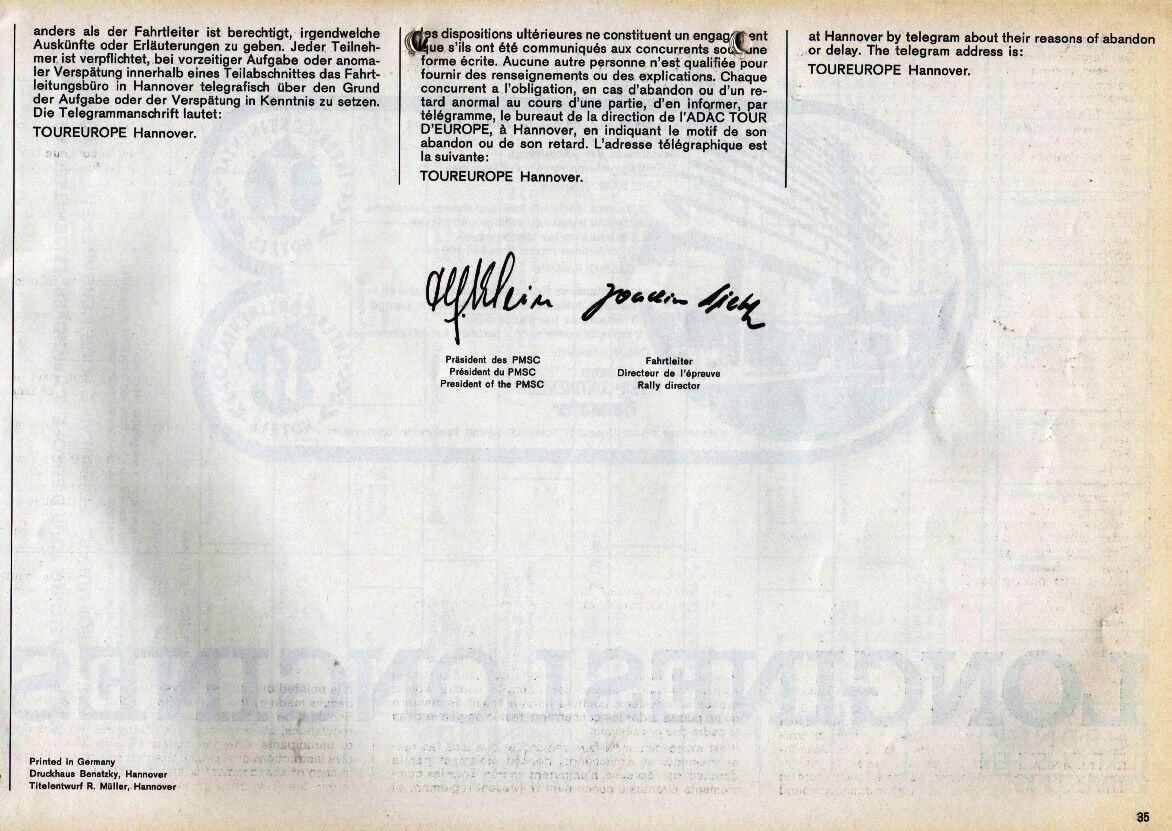 anders als der Fahrtleiter ist berechtigt, irgendwelche
Auskünfte oder Erläuterungen zu geben. Jeder Teilneh-
mer ist verpflichtet, bei vorzeitiger Aufgabe oder anoma-
ler Verspätung innerhalb eines Teilabschnittes das Fahrt-
leitungsbüro in Hannover telegrafisch über den Grund
der Aufgabe oder der Verspätung in Kenntnis zu setzen.
Die Telegrammanschrift lautet:
TOUREUROPE Hannover.
dispositions ultérieures ne constituent un
que s'ils ont été communiqués aux concurrents sous une
forme écrite. Aucune autre personne n'est qualifiée pour
fournir des renseignements ou des explications. Chaque
concurrent a l'obligation, en cas d'abandon ou d'un re-
tard anormal au cours d'une partie, d'en informer, par
télégramme, le bureaut de la direction de l'ADAC TOUR
D'EUROPE, à Hannover, en indiquant le motif de son
abandon ou de son retard. L'adresse télégraphique est
la suivante:
TOUREUROPE Hannover.
at Hannover by telegram about their reasons of abandon
or delay. The telegram address is:
TOUREUROPE Hannover.
Klein Joachim
Präsident des PMSC
Président du PMSC
President of the PMSC
Fahrtleiter
Directeur de l'épreuve
Rally director
LONGINES LONGINES
Printed in Germany
Druckhaus Benatzky, Hannover
Titelentwurf R. Müller, Hannover
35